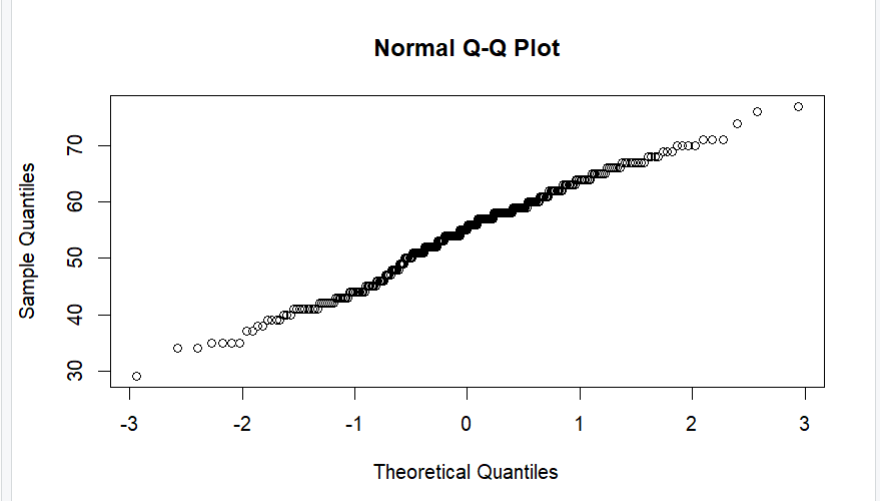 Normal Q-Q Plot
70
60
50
40
30
Sample Quantiles
-3 -2 -1 0 1 2 3
Theoretical Quantiles